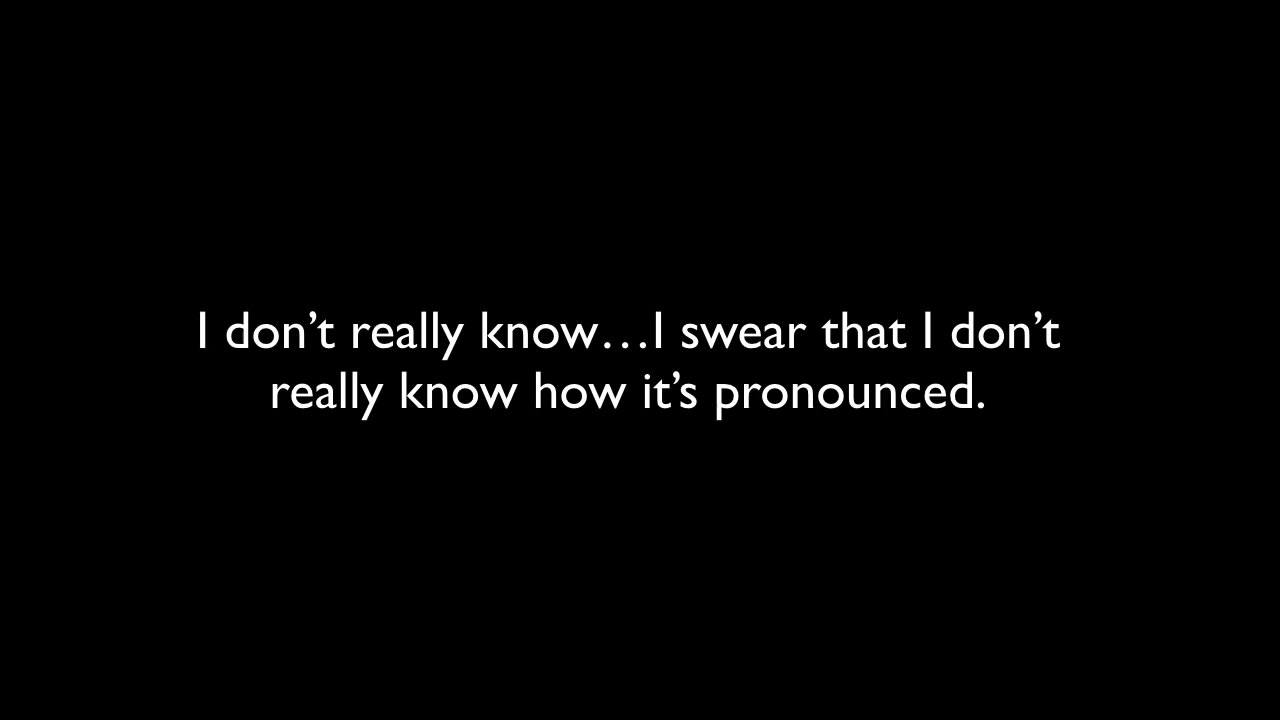 I don’t really know…I swear that I don’t
really know how it’s pronounced.